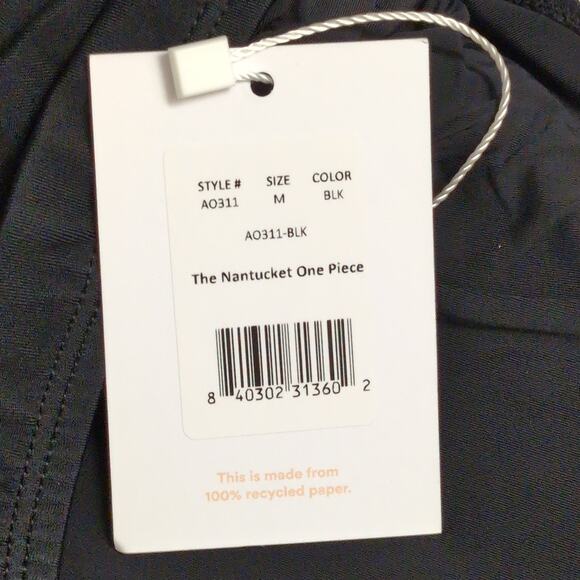 STYLE # SIZE COLOR
AO311 M BLK
AO311-BLK
The Nantucket One Piece
8 40302 31360 2
This is made from
100% recycled paper.